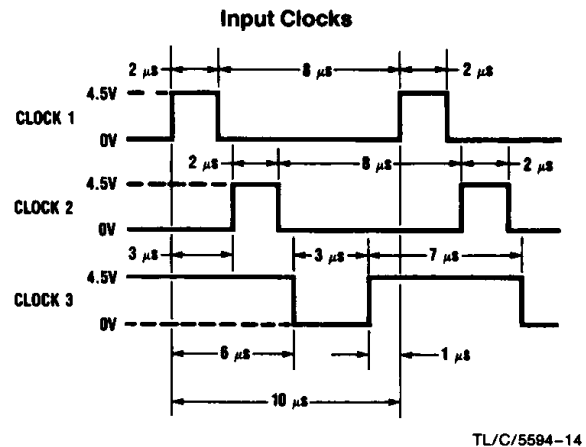 Input Clocks
2 μs 8 μs 2 μs
4.5V
CLOCK 1
0V
2 μs 8 μs 2 μs
4.5V
CLOCK 2
0V
3 μs 3 μs 7 μs
4.5V
CLOCK 3
0V
6 μs 1 μs
10 μs
TL/C/5594-14